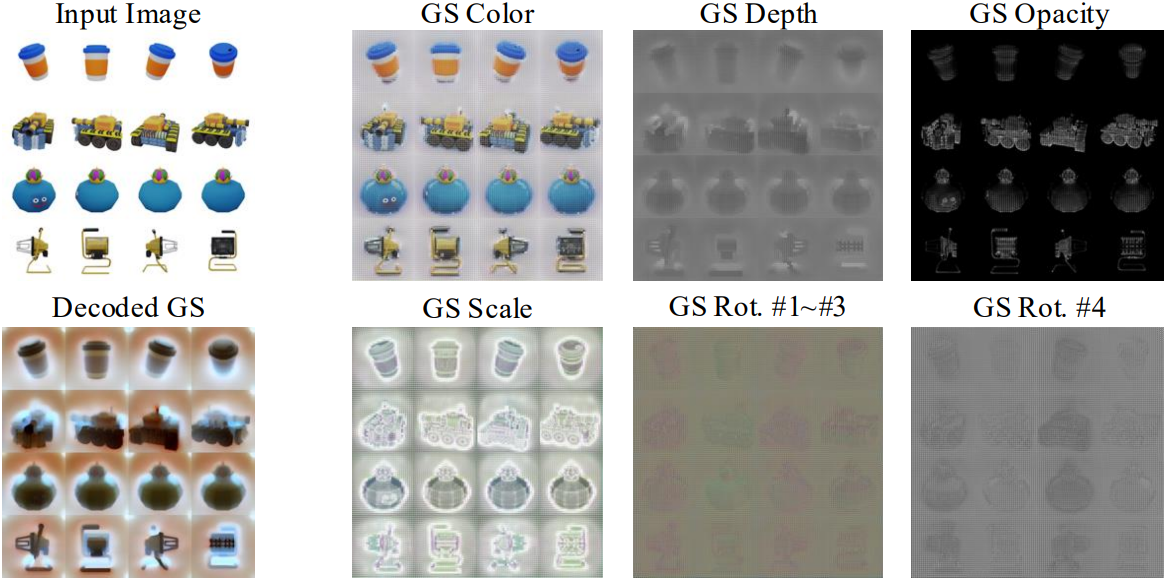 Input Image
GS Color
GS Depth
GS Opacity
Decoded GS
GS Scale
GS Rot. #1~#3
GS Rot. #4